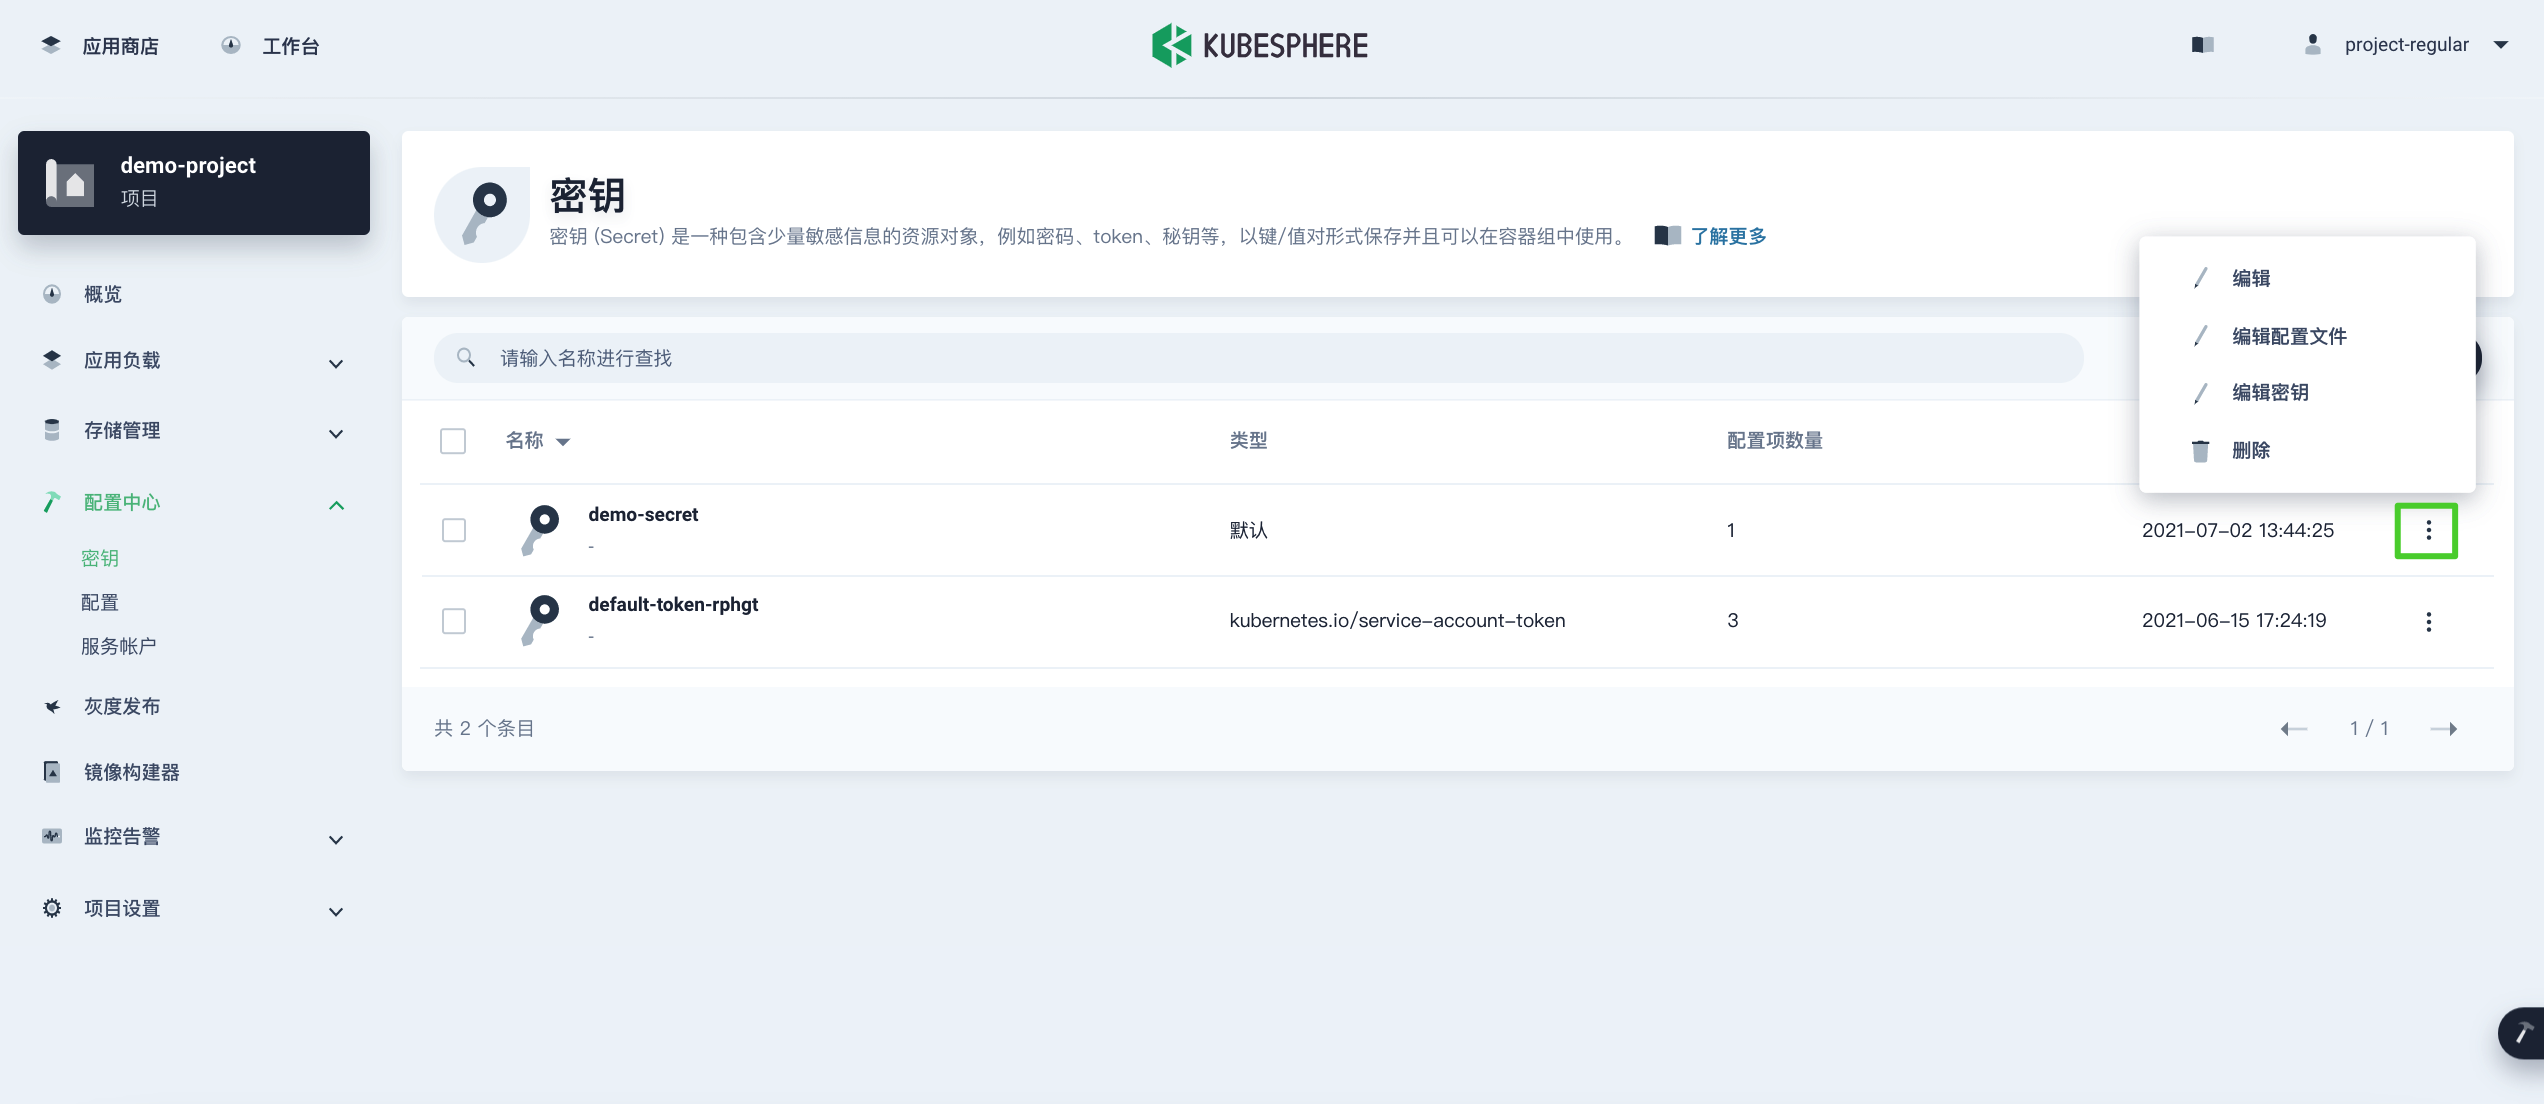 应用商店
工作台
KUBESPHERE
project-regular
demo-project
项目
概览
应用负载
存储管理
配置中心
密钥
配置
服务帐户
灰度发布
镜像构建器
监控告警
项目设置
密钥
密钥 (Secret) 是一种包含少量敏感信息的资源对象，例如密码、token、秘钥等，以键/值对形式保存并且可以在容器组中使用。 了解更多
请输入名称进行查找
编辑
编辑配置文件
编辑密钥
删除
名称 类型 配置项数量
demo-secret
-
默认 1 2021-07-02 13:44:25
default-token-rphgt
-
kubernetes.io/service-account-token 3 2021-06-15 17:24:19
共 2 个条目
1 / 1